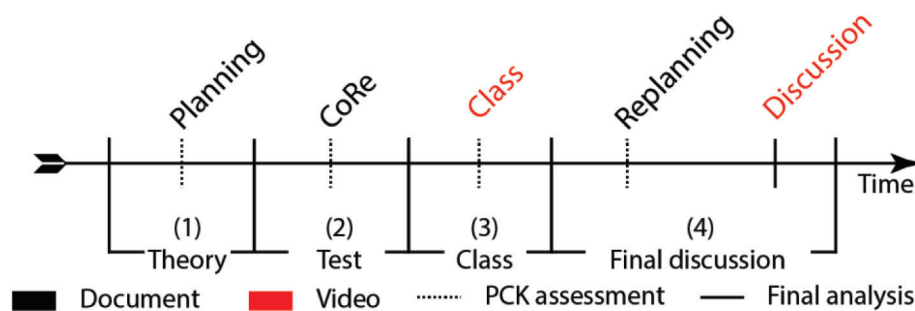 Planning CoRe Class Replanning Discussion
Time
(1) (2) (3) (4)
Theory Test Class Final discussion
Document Video PCK assessment Final analysis